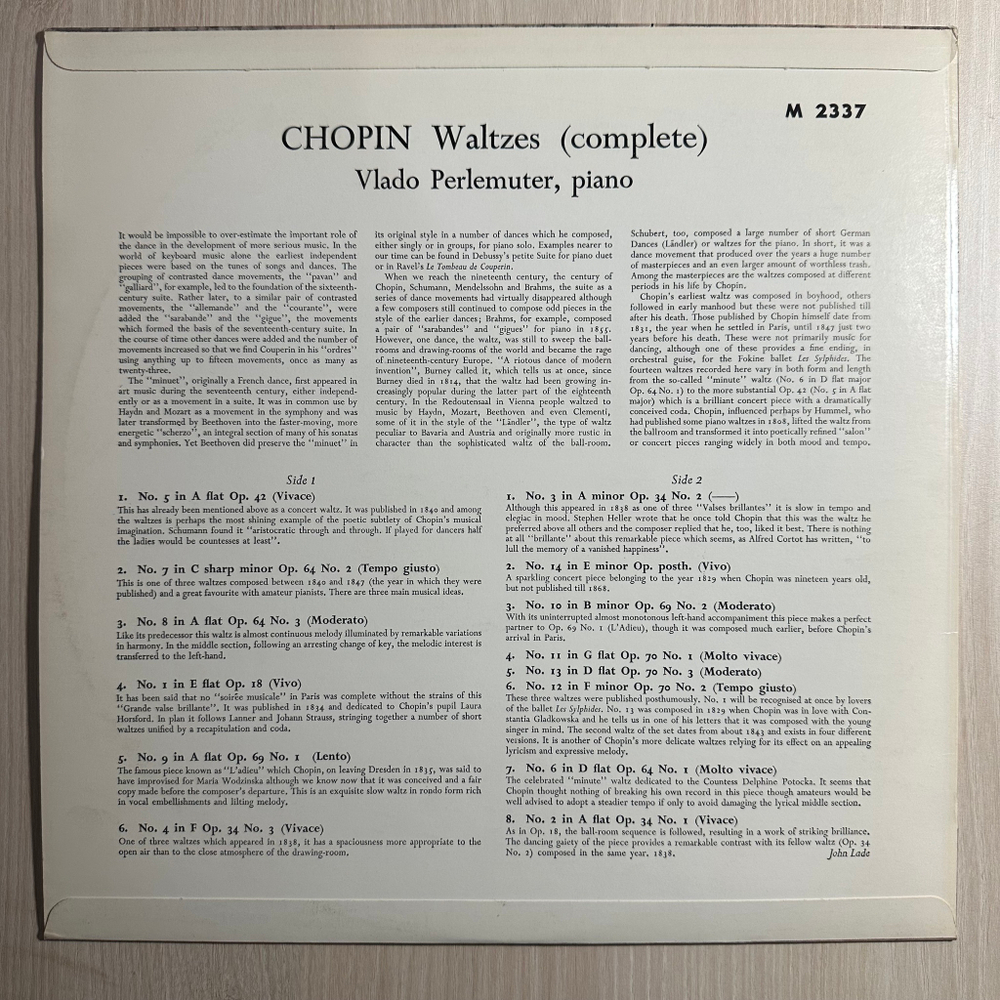 M 2337
CHOPIN Waltzes (complete)
Vlado Perlemuter, piano
It would be impossible to over-estimate the important role of
the dance in the development of more serious music. In the
world of keyboard music alone the earliest independent
pieces were based on the tunes of songs and dances. The
grouping of contrasted dance movements, the "pavan" and
"galliard", for example, led to the foundation of the sixteenth-
century suite. Rather later, to a similar pair of contrasted
movements, the "allemande" and the "courante", were
added the "sarabande" and the "gigue", the movements
which formed the basis of the seventeenth-century suite. In
the course of time other dances were added and the number of
movements increased so that we find Couperin in his "ordres"
using anything up to fifteen movements, once as many as
twenty-three.
The "minuet", originally a French dance, first appeared in
art music during the seventeenth century, either independ-
ently or as a movement in a suite. It was in common use by
Haydn and Mozart as a movement in the symphony and was
later transformed by Beethoven into the faster-moving, more
energetic "scherzo", an integral section of many of his sonatas
and symphonies. Yet Beethoven did preserve the "minuet" in
its original style in a number of dances which he composed,
either singly or in groups, for piano solo. Examples nearer to
our time can be found in Debussy's petite Suite for piano duet
or in Ravel's Le Tombeau de Couperin.
When we reach the nineteenth century, the century of
Chopin, Schumann, Mendelssohn and Brahms, the suite as a
series of dance movements had virtually disappeared although
a few composers still continued to compose odd pieces in the
style of the earlier dances; Brahms, for example, composed
a pair of "sarabandes" and "gigues" for piano in 1855.
However, one dance, the waltz, was still to sweep the ball-
rooms and drawing-rooms of the world and became the rage
of nineteenth-century Europe. "A riotous dance of modern
invention", Burney called it, which tells us at once, since
Burney died in 1814, that the waltz had been growing in-
creasingly popular during the latter part of the eighteenth
century. In the Redoutensaal in Vienna people waltzed to
music by Haydn, Mozart, Beethoven and even Clementi,
some of it in the style of the "Ländler", the type of waltz
peculiar to Bavaria and Austria and originally more rustic in
character than the sophisticated waltz of the ball-room.
Schubert, too, composed a large number of short German
Dances (Ländler) or waltzes for the piano. In short, it was a
dance movement that produced over the years a huge number
of masterpieces and an even larger amount of worthless trash.
Among the masterpieces are the waltzes composed at different
periods in his life by Chopin.
Chopin's earliest waltz was composed in boyhood, others
followed in early manhood but these were not published till
after his death. Those published by Chopin himself date from
1831, the year when he settled in Paris, until 1847 just two
years before his death. These were not primarily music for
dancing, although one of these provides a fine ending, in
orchestral guise, for the Fokine ballet Les Sylphides. The
fourteen waltzes recorded here vary in both form and length
from the so-called "minute" waltz (No. 6 in D flat major
Op. 64 No. 1) to the more substantial Op. 42 (No. 5 in A flat
major) which is a brilliant concert piece with a dramatically
conceived coda. Chopin, influenced perhaps by Hummel, who
had published some piano waltzes in 1808, lifted the waltz from
the ballroom and transformed it into poetically refined "salon"
or concert pieces ranging widely in both mood and tempo.
Side 1
1. No. 5 in A flat Op. 42 (Vivace)
This has already been mentioned above as a concert waltz. It was published in 1840 and among
the waltzes is perhaps the most shining example of the poetic subtlety of Chopin's musical
imagination. Schumann found it "aristocratic through and through. If played for dancers half
the ladies would be countesses at least".
2. No. 7 in C sharp minor Op. 64 No. 2 (Tempo giusto)
This is one of three waltzes composed between 1840 and 1847 (the year in which they were
published) and a great favourite with amateur pianists. There are three main musical ideas.
3. No. 8 in A flat Op. 64 No. 3 (Moderato)
Like its predecessor this waltz is almost continuous melody illuminated by remarkable variations
in harmony. In the middle section, following an arresting change of key, the melodic interest is
transferred to the left-hand.
4. No. 1 in E flat Op. 18 (Vivo)
It has been said that no "soirée musicale" in Paris was complete without the strains of this
"Grande valse brillante". It was published in 1834 and dedicated to Chopin's pupil Laura
Horsford. In plan it follows Lanner and Johann Strauss, stringing together a number of short
waltzes unified by a recapitulation and coda.
5. No. 9 in A flat Op. 69 No. 1 (Lento)
The famous piece known as "L'adieu" which Chopin, on leaving Dresden in 1835, was said to
have improvised for Maria Wodzinska although we know now that it was conceived and a fair
copy made before the composer's departure. This is an exquisite slow waltz in rondo form rich
in vocal embellishments and lilting melody.
6. No. 4 in F Op. 34 No. 3 (Vivace)
One of three waltzes which appeared in 1838, it has a spaciousness more appropriate to the
open air than to the close atmosphere of the drawing-room.
Side 2
1. No. 3 in A minor Op. 34 No. 2 (——)
Although this appeared in 1838 as one of three "Valses brillantes" it is slow in tempo and
elegiac in mood. Stephen Heller wrote that he once told Chopin that this was the waltz he
preferred above all others and the composer replied that he, too, liked it best. There is nothing
at all "brillante" about this remarkable piece which seems, as Alfred Cortot has written, "to
lull the memory of a vanished happiness".
2. No. 14 in E minor Op. posth. (Vivo)
A sparkling concert piece belonging to the year 1829 when Chopin was nineteen years old,
but not published till 1868.
3. No. 10 in B minor Op. 69 No. 2 (Moderato)
With its uninterrupted almost monotonous left-hand accompaniment this piece makes a perfect
partner to Op. 69 No. 1 (L'Adieu), though it was composed much earlier, before Chopin's
arrival in Paris.
4. No. 11 in G flat Op. 70 No. 1 (Molto vivace)
5. No. 13 in D flat Op. 70 No. 3 (Moderato)
6. No. 12 in F minor Op. 70 No. 2 (Tempo giusto)
These three waltzes were published posthumously. No. 1 will be recognised at once by lovers
of the ballet Les Sylphides. No. 13 was composed in 1829 when Chopin was in love with Con-
stantia Gladkowska and he tells us in one of his letters that it was composed with the young
singer in mind. The second waltz of the set dates from about 1843 and exists in four different
versions. It is another of Chopin's more delicate waltzes relying for its effect on an appealing
lyricism and expressive melody.
7. No. 6 in D flat Op. 64 No. 1 (Molto vivace)
The celebrated "minute" waltz dedicated to the Countess Delphine Potocka. It seems that
Chopin thought nothing of breaking his own record in this piece though amateurs would be
well advised to adopt a steadier tempo if only to avoid damaging the lyrical middle section.
8. No. 2 in A flat Op. 34 No. 1 (Vivace)
As in Op. 18, the ball-room sequence is followed, resulting in a work of striking brilliance.
The dancing gaiety of the piece provides a remarkable contrast with its fellow waltz (Op. 34
No. 2) composed in the same year. 1838. John Lade